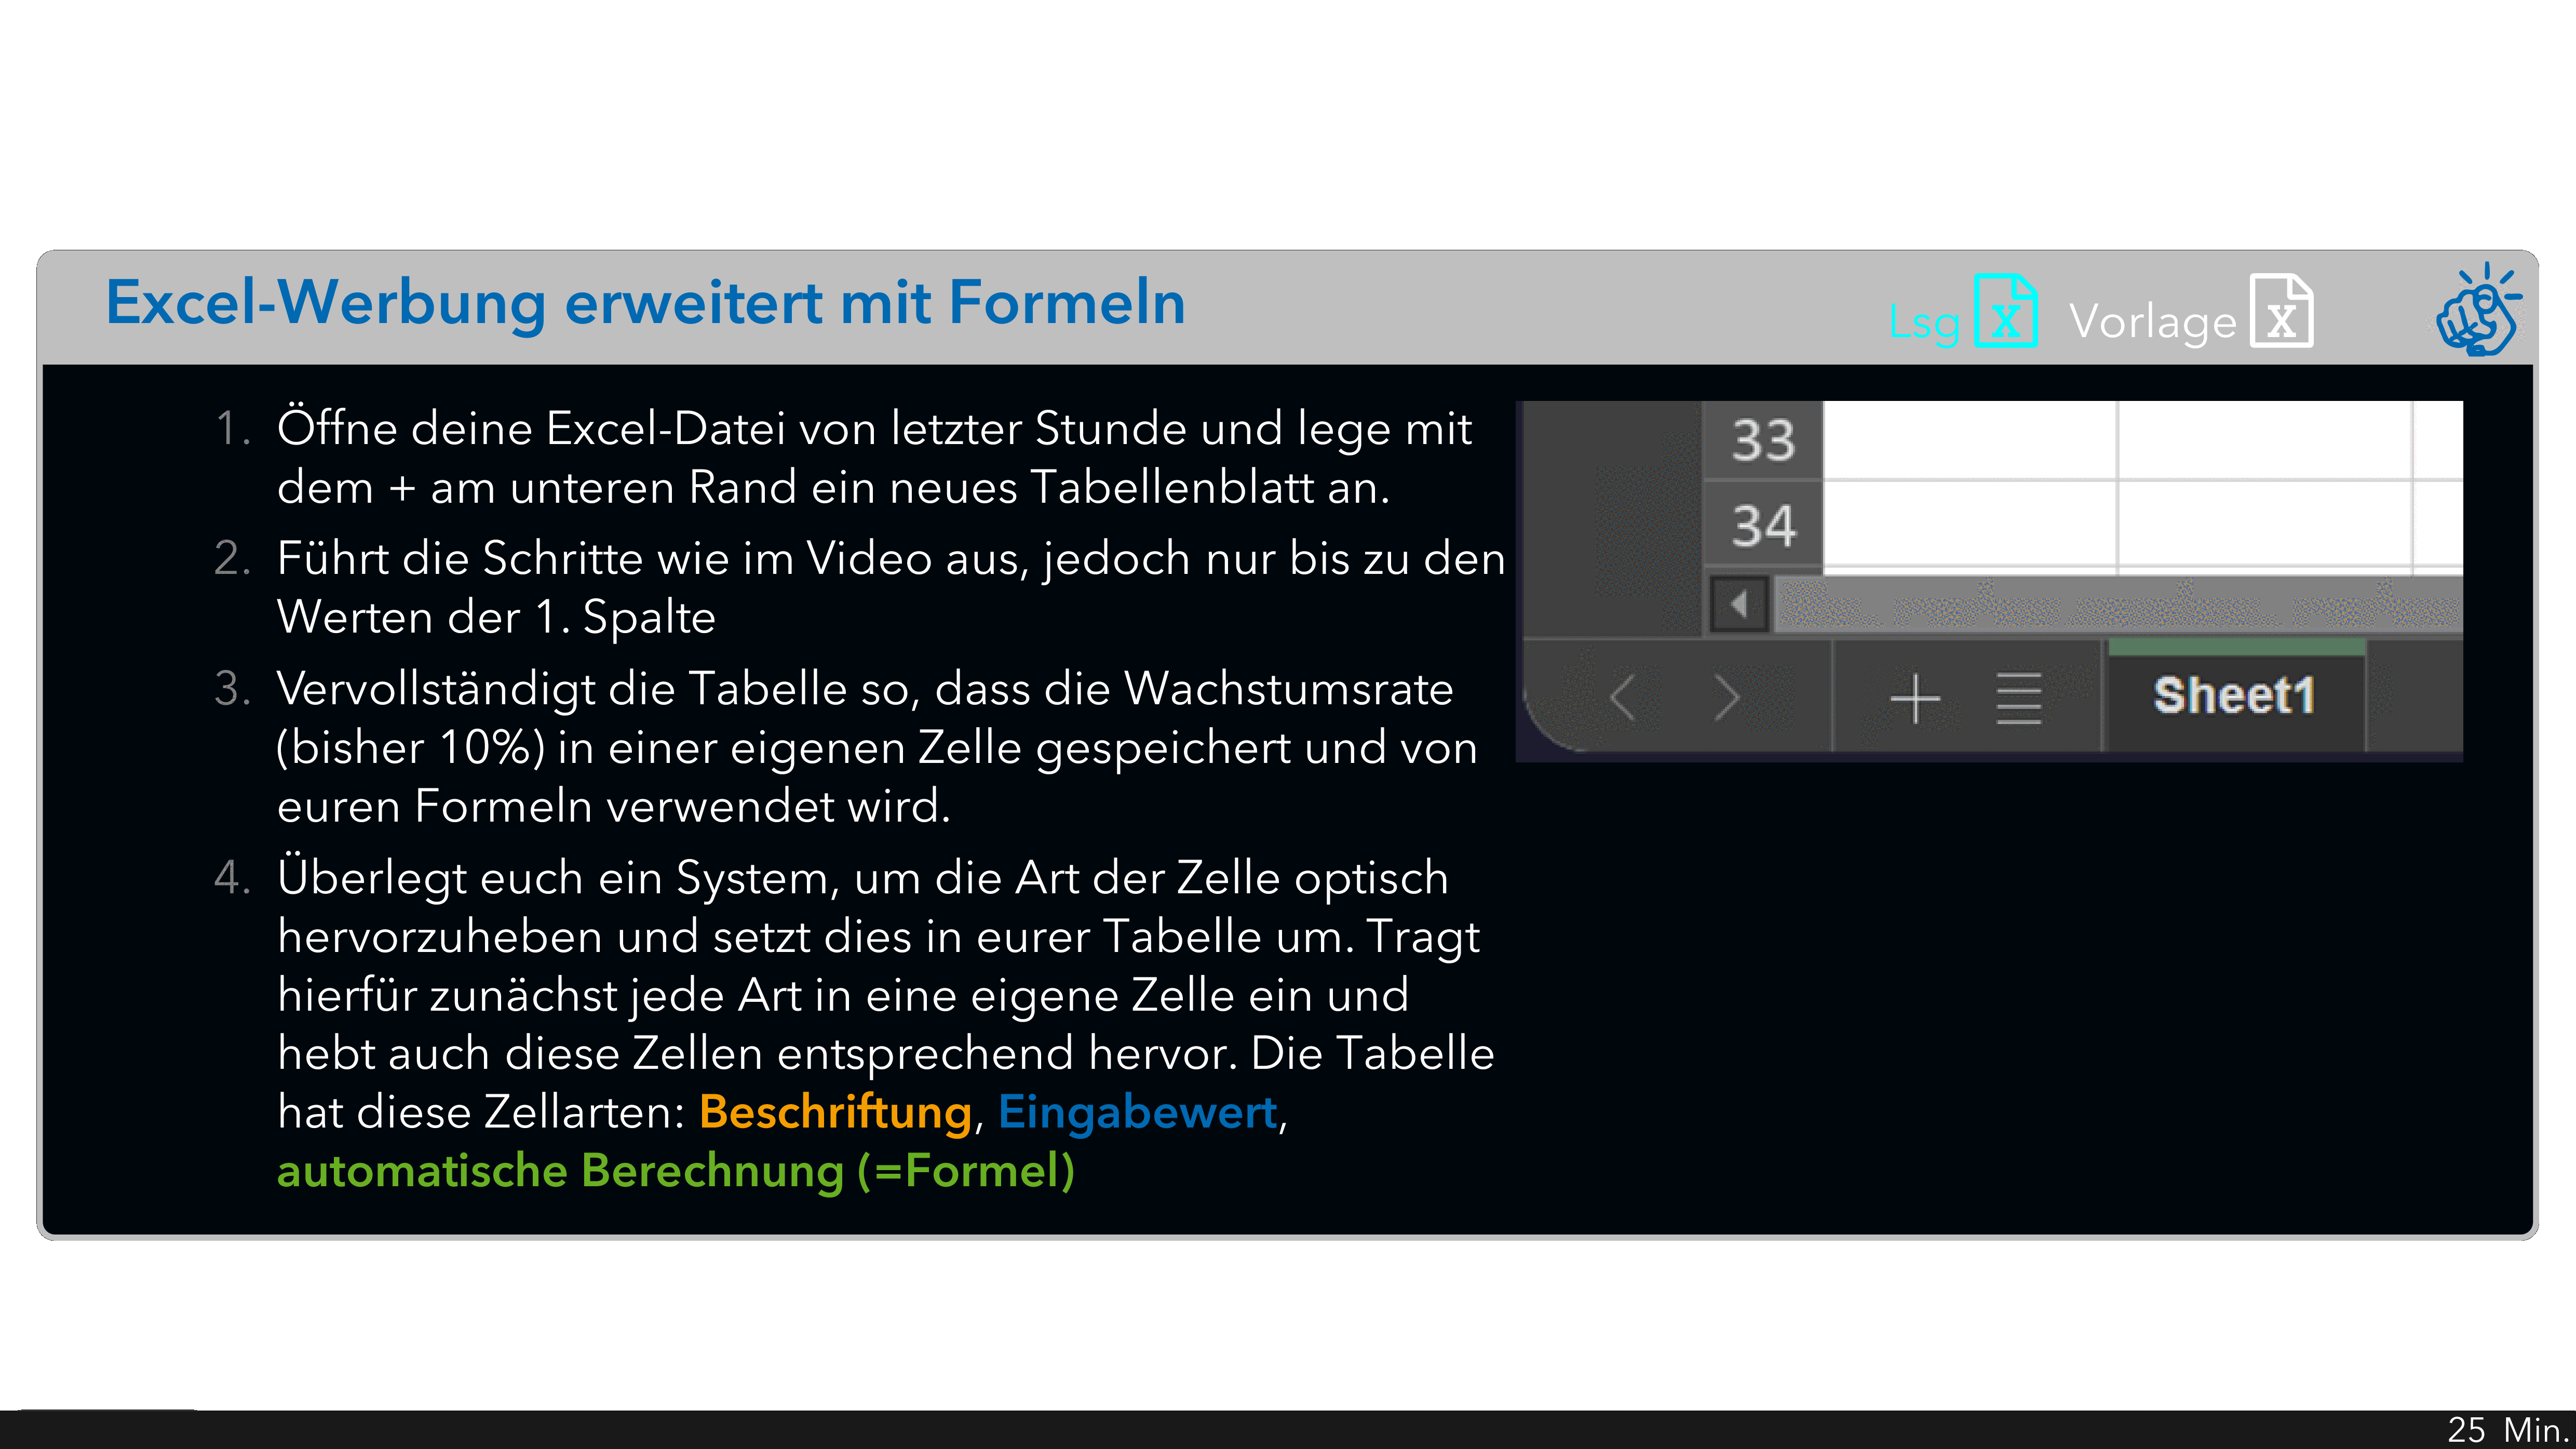 Excel-Werbung erweitert mit Formeln
Lsg X Vorlage X
1. Öffne deine Excel-Datei von letzter Stunde und lege mit
dem + am unteren Rand ein neues Tabellenblatt an.
2. Führt die Schritte wie im Video aus, jedoch nur bis zu den
Werten der 1. Spalte
3. Vervollständigt die Tabelle so, dass die Wachstumsrate
(bisher 10%) in einer eigenen Zelle gespeichert und von
euren Formeln verwendet wird.
4. Überlegt euch ein System, um die Art der Zelle optisch
hervorzuheben und setzt dies in eurer Tabelle um. Tragt
hierfür zunächst jede Art in eine eigene Zelle ein und
hebt auch diese Zellen entsprechend hervor. Die Tabelle
hat diese Zellarten: Beschriftung, Eingabewert,
automatische Berechnung (=Formel)
33
34
Sheet1
25 Min.